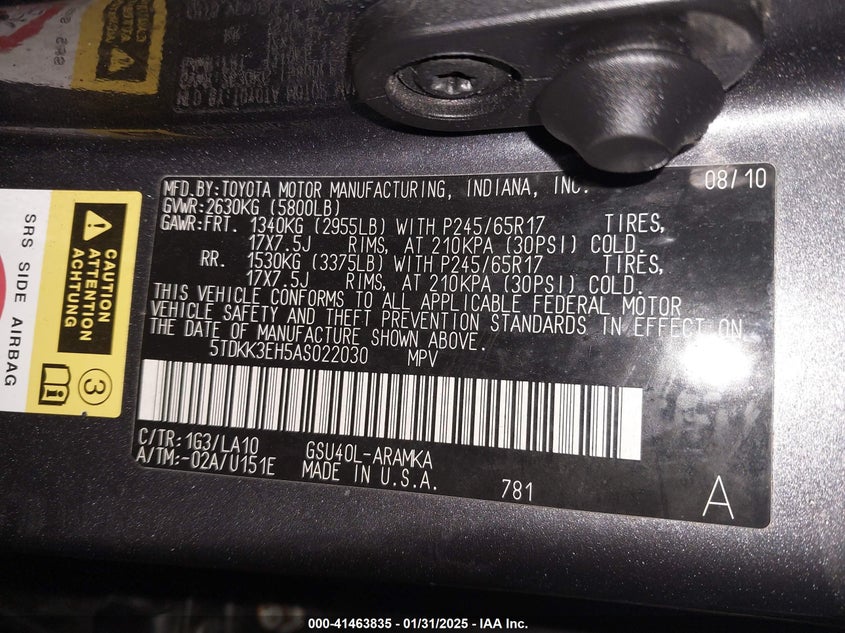 MFD.BY:TOYOTA MOTOR MANUFACTURING, INDIANA, INC. 08/10
GVWR:2630KG (5800LB)
GAWR:FRT. 1340KG (2955LB) WITH P245/65R17 TIRES,
17X7.5J RIMS, AT 210KPA (30PSI) COLD.
RR. 1530KG (3375LB) WITH P245/65R17 TIRES,
17X7.5J RIMS, AT 210KPA (30PSI) COLD.
THIS VEHICLE CONFORMS TO ALL APPLICABLE FEDERAL MOTOR
VEHICLE SAFETY AND THEFT PREVENTION STANDARDS IN EFFECT ON
THE DATE OF MANUFACTURE SHOWN ABOVE.
5TDKK3EH5AS022030 MPV
C/TR:1G3/LA10 GSU40L-ARAMKA
A/TM:-02A/U151E MADE IN U.S.A. 781 A
CAUTION
ATTENTION
ACHTUNG
SRS SIDE AIRBAG
3
000-41463835 - 01/31/2025 - IAA Inc.